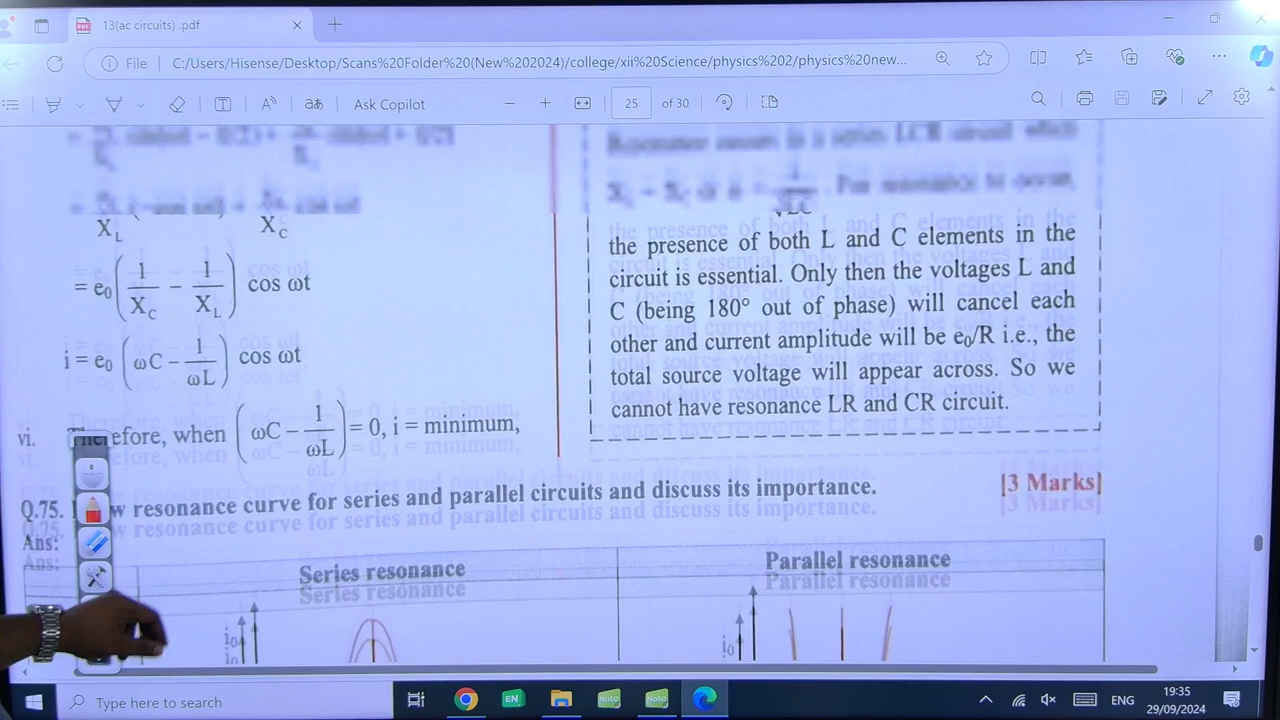 13(ac circuits) .pdf
File | C:/Users/Hisense/Desktop/Scans%20Folder%20(New%202024)/college/xii%20Science/physics%202/physics%20new...
Ask Copilot
25 of 30
X_L X_c
= e₀(1/X_c − 1/X_L) cos ωt
i = e₀ (ωC − 1/ωL) cos ωt
vi. Therefore, when (ωC − 1/ωL) = 0, i = minimum,
the presence of both L and C elements in the
circuit is essential. Only then the voltages L and
C (being 180° out of phase) will cancel each
other and current amplitude will be e₀/R i.e., the
total source voltage will appear across. So we
cannot have resonance LR and CR circuit.
Q.75. w resonance curve for series and parallel circuits and discuss its importance. [3 Marks]
Ans:
Series resonance Parallel resonance
i₀ i₀
Type here to search
EN
Note
Note
ENG
19:35
29/09/2024